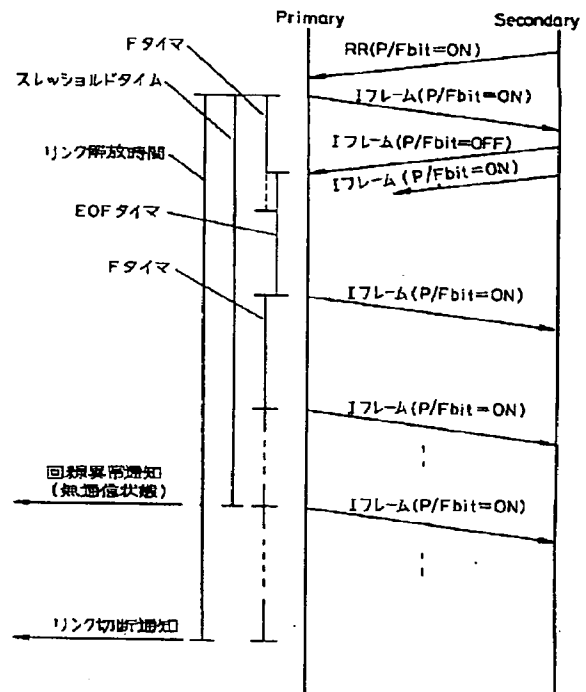 Primary
Secondary
Fタイマ
RR(P/Fbit=ON)
スレッショルドタイム
Iフレーム(P/Fbit=ON)
リンク解放時間
Iフレーム(P/Fbit=OFF)
Iフレーム(P/Fbit=ON)
EOFタイマ
Fタイマ
Iフレーム(P/Fbit=ON)
Iフレーム(P/Fbit=ON)
回線異常通知
(無通信状態)
Iフレーム(P/Fbit=ON)
リンク切断通知